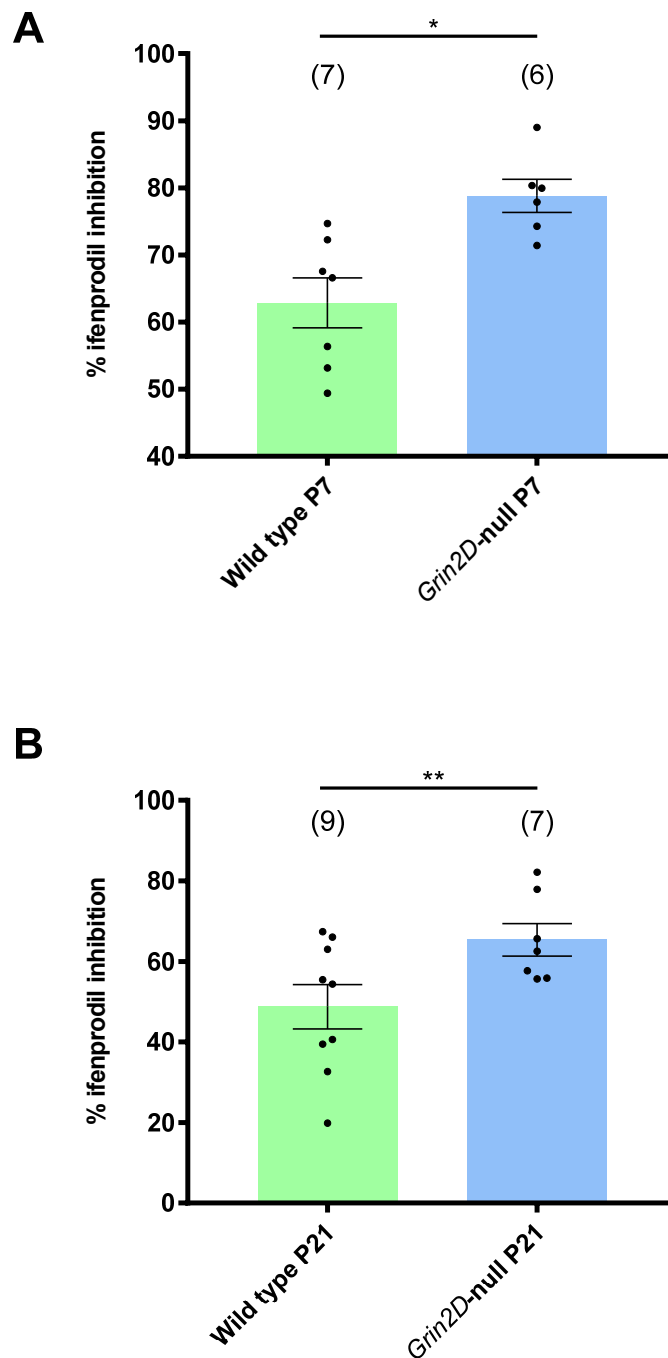 A
*
(7) (6)
100
90
80
70
60
50
40
% ifenprodil inhibition
Wild type P7
Grin2D-null P7
B
**
(9) (7)
100
80
60
40
20
0
% ifenprodil inhibition
Wild type P21
Grin2D-null P21